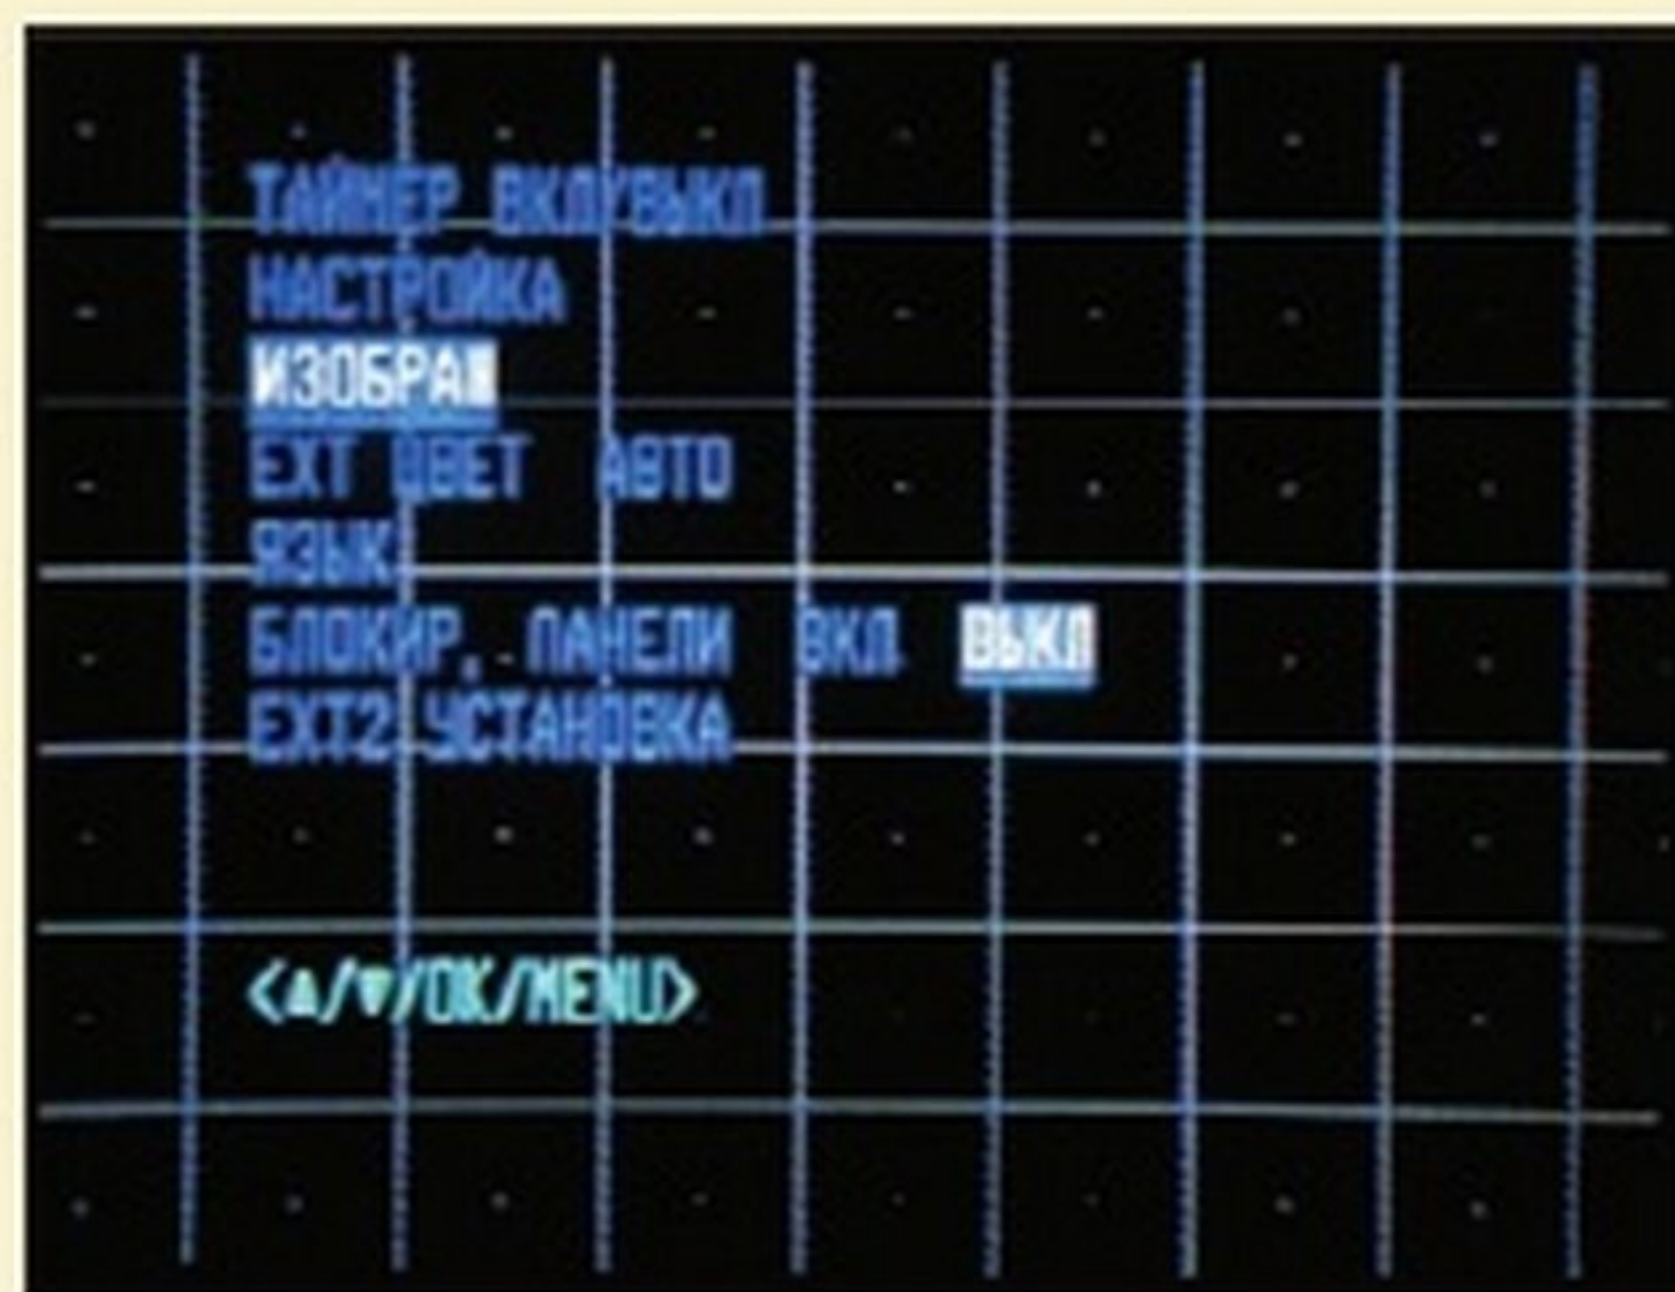 ТАЙМЕР ВКЛ/ВЫКЛ
НАСТРОЙКА
ИЗОБРАЖ
EXT ЦВЕТ АВТО
ЯЗЫК
БЛОКИР. ПАНЕЛИ ВКЛ ВЫКЛ
EXT2 УСТАНОВКА
<▲/▼/OK/MENU>